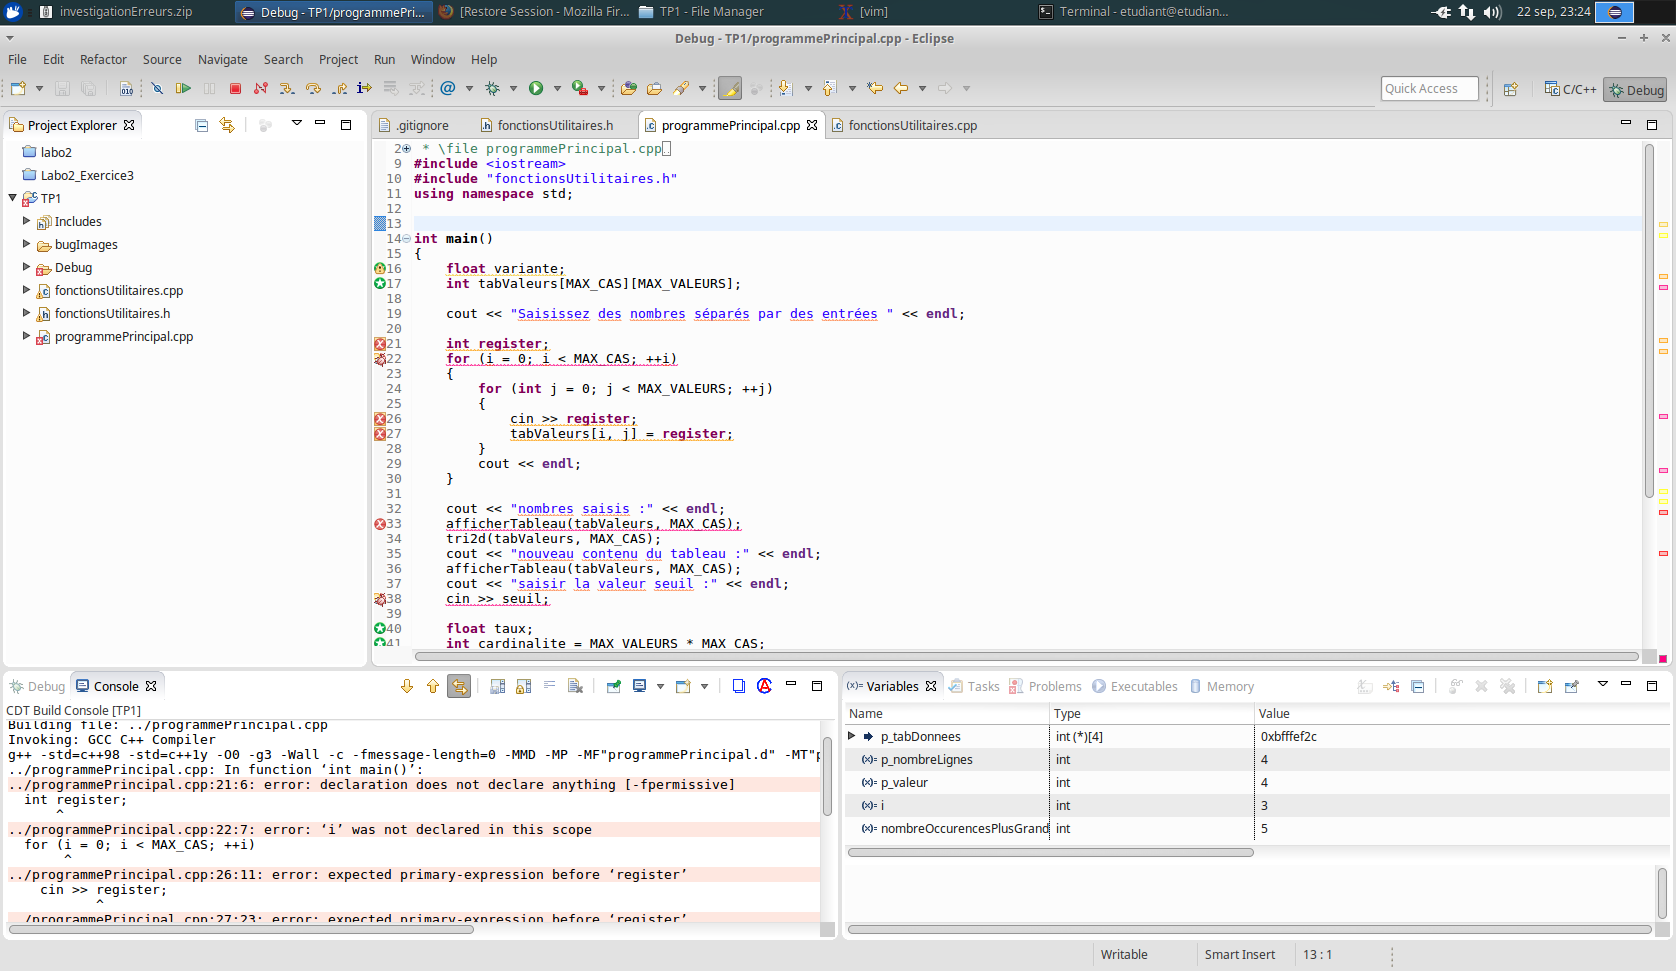 investigationErreurs.zip
Debug - TP1/programmePri...
[Restore Session - Mozilla Fir...
TP1 - File Manager
[vim]
Terminal - etudiant@etudian...
22 sep, 23:24
Debug - TP1/programmePrincipal.cpp - Eclipse
File Edit Refactor Source Navigate Search Project Run Window Help
Quick Access
C/C++
Debug
Project Explorer
labo2
Labo2_Exercice3
TP1
Includes
bugImages
Debug
fonctionsUtilitaires.cpp
fonctionsUtilitaires.h
programmePrincipal.cpp
.gitignore
fonctionsUtilitaires.h
programmePrincipal.cpp
fonctionsUtilitaires.cpp
2 * \file programmePrincipal.cpp
9 #include <iostream>
10 #include "fonctionsUtilitaires.h"
11 using namespace std;
12
13
14 int main()
15 {
16 float variante;
17 int tabValeurs[MAX_CAS][MAX_VALEURS];
18
19 cout << "Saisissez des nombres séparés par des entrées " << endl;
20
21 int register;
22 for (i = 0; i < MAX_CAS; ++i)
23 {
24 for (int j = 0; j < MAX_VALEURS; ++j)
25 {
26 cin >> register;
27 tabValeurs[i, j] = register;
28 }
29 cout << endl;
30 }
31
32 cout << "nombres saisis :" << endl;
33 afficherTableau(tabValeurs, MAX_CAS);
34 tri2d(tabValeurs, MAX_CAS);
35 cout << "nouveau contenu du tableau :" << endl;
36 afficherTableau(tabValeurs, MAX_CAS);
37 cout << "saisir la valeur seuil :" << endl;
38 cin >> seuil;
39
40 float taux;
41 int cardinalite = MAX_VALEURS * MAX_CAS;
Debug
Console
CDT Build Console [TP1]
Building file: ../programmePrincipal.cpp
Invoking: GCC C++ Compiler
g++ -std=c++98 -std=c++1y -O0 -g3 -Wall -c -fmessage-length=0 -MMD -MP -MF"programmePrincipal.d" -MT"p
../programmePrincipal.cpp: In function ‘int main()’:
../programmePrincipal.cpp:21:6: error: declaration does not declare anything [-fpermissive]
int register;
^
../programmePrincipal.cpp:22:7: error: ‘i’ was not declared in this scope
for (i = 0; i < MAX_CAS; ++i)
^
../programmePrincipal.cpp:26:11: error: expected primary-expression before ‘register’
cin >> register;
^
../programmePrincipal.cpp:27:23: error: expected primary-expression before ‘register’
Variables
Tasks
Problems
Executables
Memory
Name Type Value
p_tabDonnees int (*)[4] 0xbfffef2c
p_nombreLignes int 4
p_valeur int 4
i int 3
nombreOccurencesPlusGrand int 5
Writable
Smart Insert
13 : 1